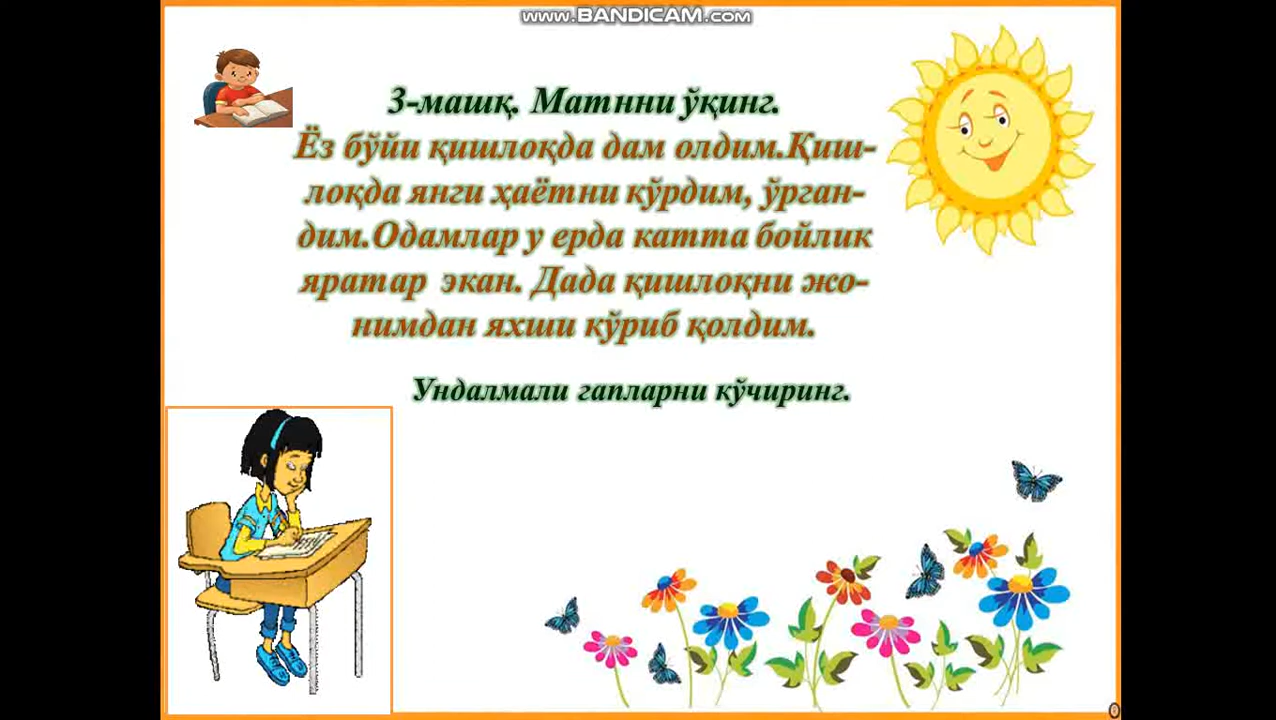 www.BANDICAM.com
3-машқ. Матнни ўқинг.
Ёз бўйи қишлоқда дам олдим.Қиш-
лоқда янги ҳаётни кўрдим, ўрган-
дим.Одамлар у ерда катта бойлик
яратар экан. Дада қишлоқни жо-
нимдан яхши кўриб қолдим.
Ундалмали гапларни кўчиринг.